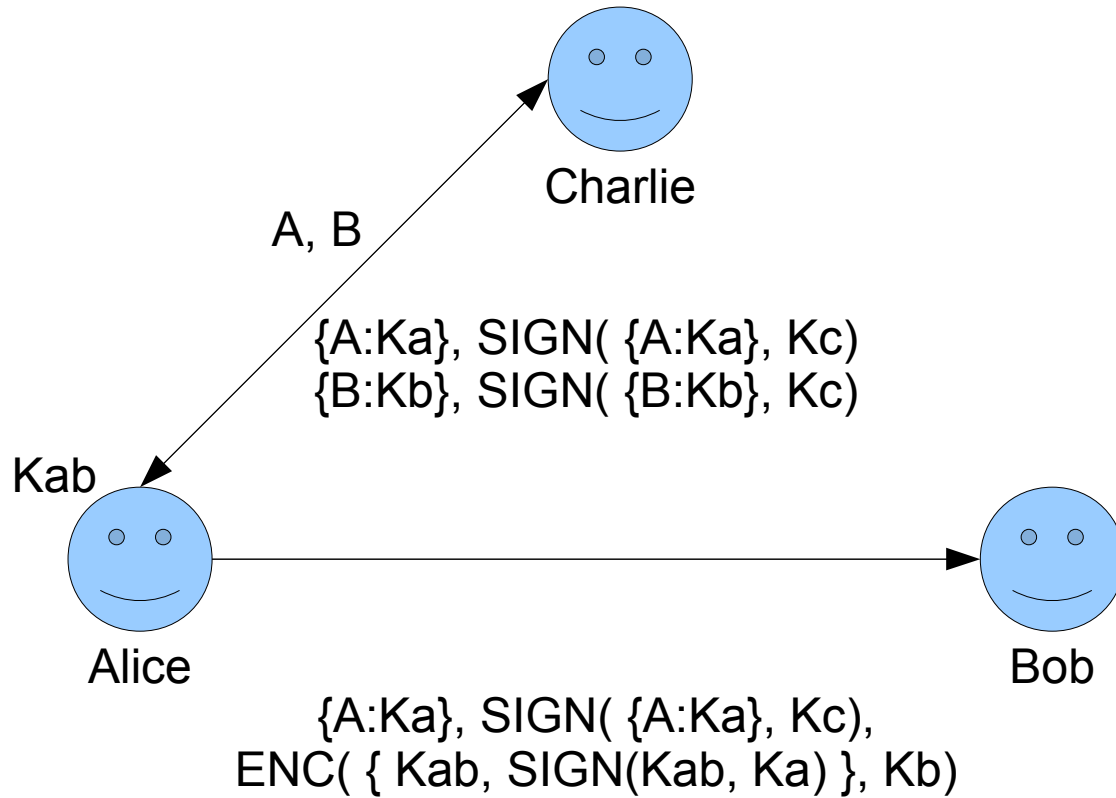 Charlie
A, B
{A:Ka}, SIGN( {A:Ka}, Kc)
{B:Kb}, SIGN( {B:Kb}, Kc)
Kab
Alice
Bob
{A:Ka}, SIGN( {A:Ka}, Kc),
ENC( { Kab, SIGN(Kab, Ka) }, Kb)